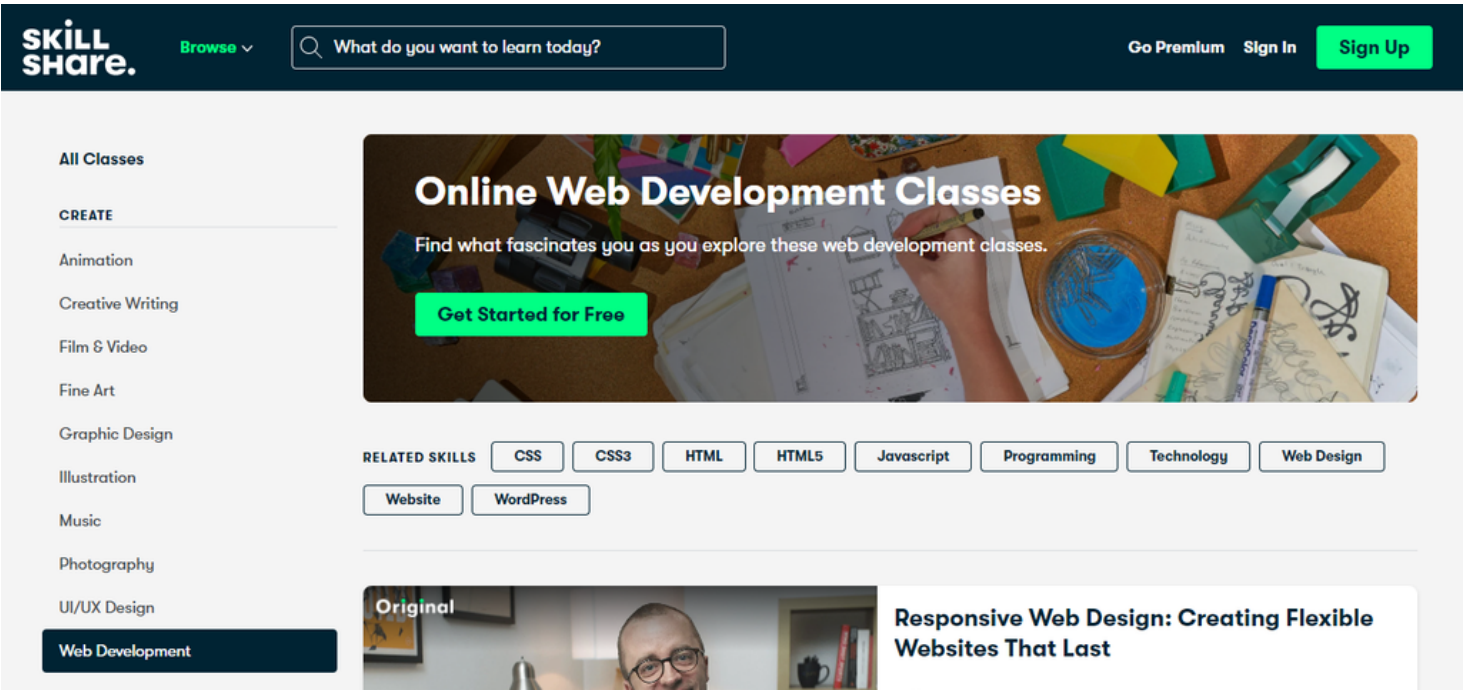 SKILL
SHare.
Browse
What do you want to learn today?
Go Premium
Sign In
Sign Up
All Classes
CREATE
Animation
Creative Writing
Film & Video
Fine Art
Graphic Design
Illustration
Music
Photography
UI/UX Design
Web Development
Online Web Development Classes
Find what fascinates you as you explore these web development classes.
Get Started for Free
RELATED SKILLS CSS CSS3 HTML HTML5 Javascript Programming Technology Web Design
Website WordPress
Original
Responsive Web Design: Creating Flexible
Websites That Last